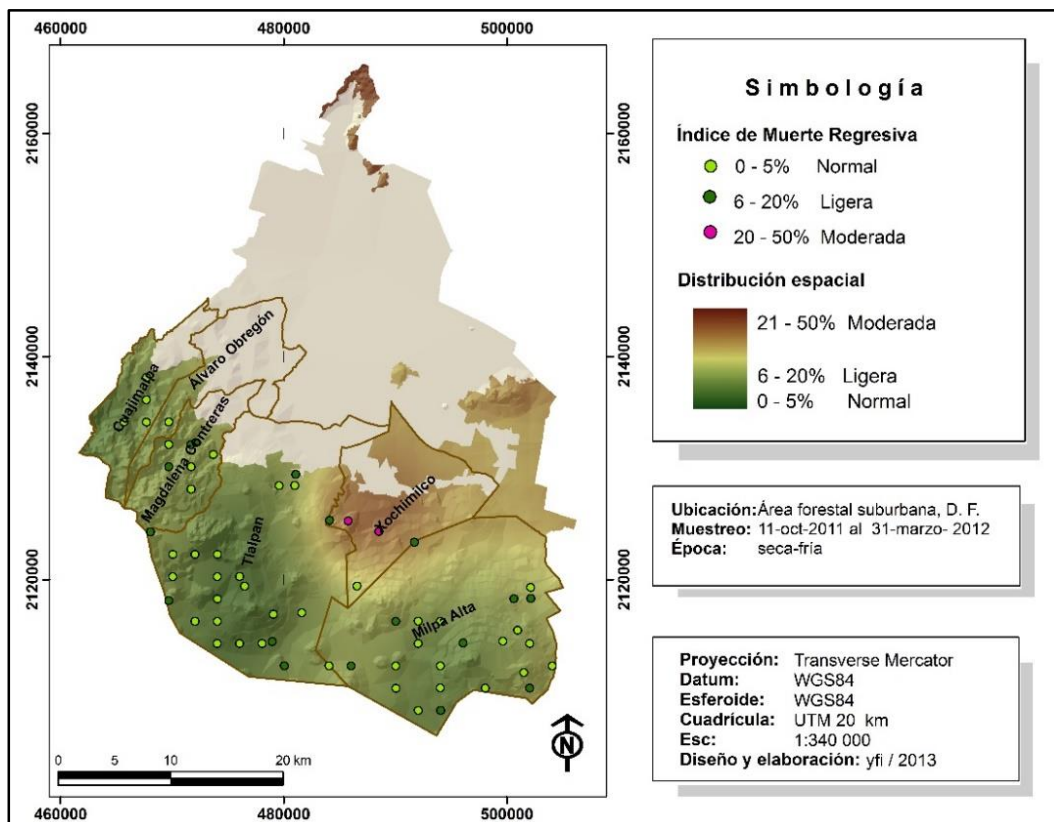 460000 480000 500000
2160000 2160000
2140000 2140000
2120000 2120000
Cuajimalpa
Alvaro Obregón
Magdalena Contreras
Tlalpan
Xochimilco
Milpa Alta
0 5 10 20 km
N
460000 480000 500000
Simbología
Índice de Muerte Regresiva
0 - 5% Normal
6 - 20% Ligera
20 - 50% Moderada
Distribución espacial
21 - 50% Moderada
6 - 20% Ligera
0 - 5% Normal
Ubicación: Área forestal suburbana, D. F.
Muestreo: 11-oct-2011 al 31-marzo- 2012
Época: seca-fría
Proyección: Transverse Mercator
Datum: WGS84
Esferoide: WGS84
Cuadrícula: UTM 20 km
Esc: 1:340 000
Diseño y elaboración: yfi / 2013